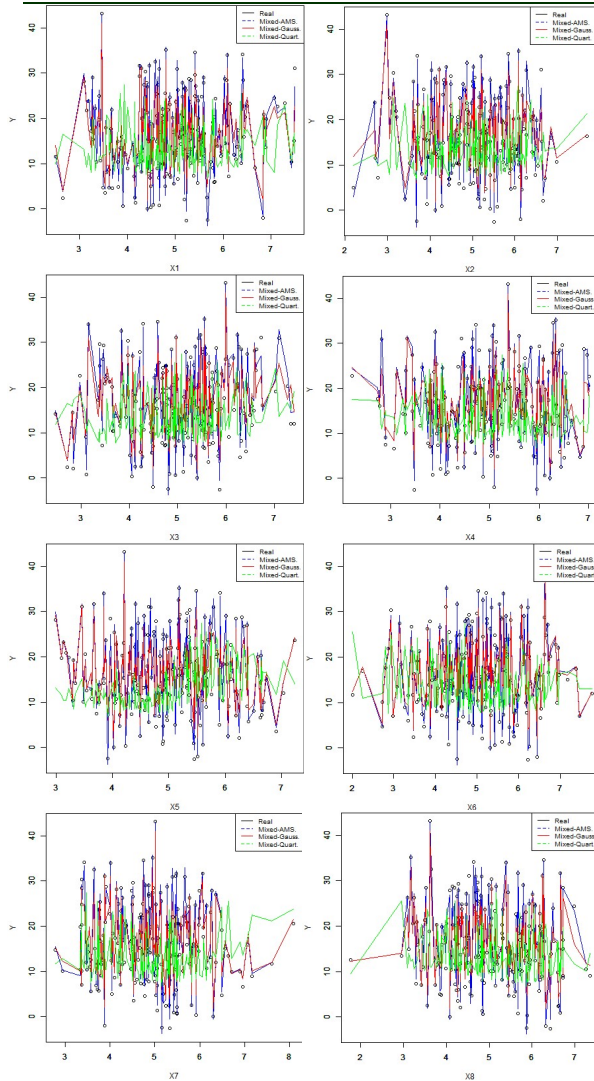 Real
Mixed-AMS.
Mixed-Gauss.
Mixed-Quart.
Y
0
10
20
30
40
3 4 5 6 7
X1
Real
Mixed-AMS.
Mixed-Gauss.
Mixed-Quart.
Y
0
10
20
30
40
2 3 4 5 6 7
X2
Real
Mixed-AMS.
Mixed-Gauss.
Mixed-Quart.
Y
0
10
20
30
40
2 3 4 5 6 7
X3
Real
Mixed-AMS.
Mixed-Gauss.
Mixed-Quart.
Y
0
10
20
30
40
3 4 5 6 7
X4
Real
Mixed-AMS.
Mixed-Gauss.
Mixed-Quart.
Y
0
10
20
30
40
3 4 5 6 7
X5
Real
Mixed-AMS.
Mixed-Gauss.
Mixed-Quart.
Y
0
10
20
30
40
2 3 4 5 6 7
X6
Real
Mixed-AMS.
Mixed-Gauss.
Mixed-Quart.
Y
0
10
20
30
40
3 4 5 6 7 8
X7
Real
Mixed-AMS.
Mixed-Gauss.
Mixed-Quart.
Y
0
10
20
30
40
2 3 4 5 6 7
X8